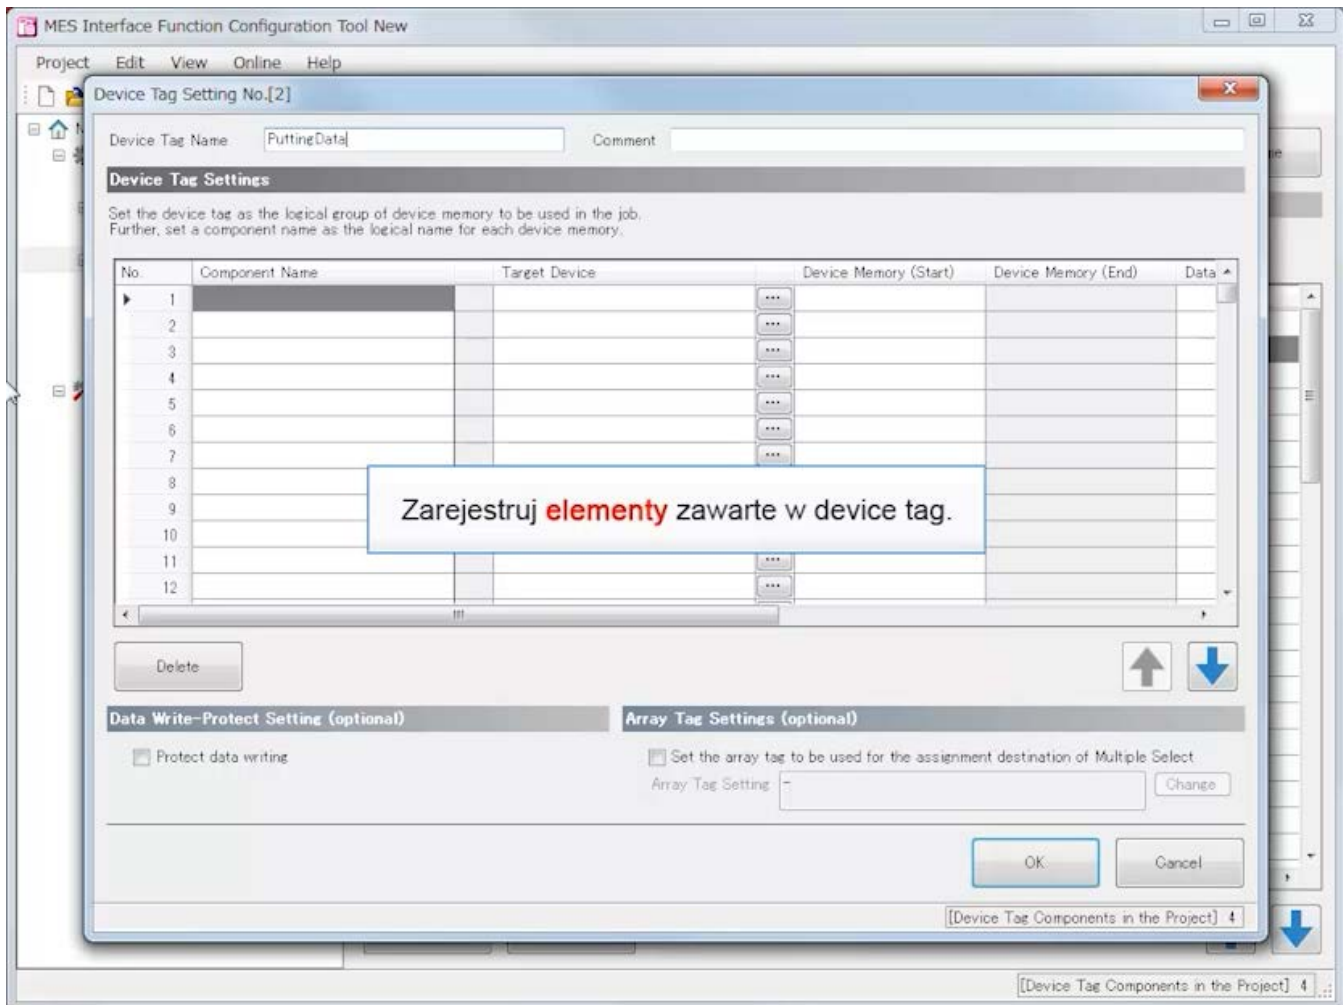 MES Interface Function Configuration Tool New
Project Edit View Online Help
Device Tag Setting No.[2]
Device Tag Name PuttingData Comment
Device Tag Settings
Set the device tag as the logical group of device memory to be used in the job.
Further, set a component name as the logical name for each device memory.
No. Component Name Target Device Device Memory (Start) Device Memory (End) Data
1 ...
2 ...
3 ...
4 ...
5 ...
6 ...
7 ...
8
9
10
11 ...
12 ...
Zarejestruj elementy zawarte w device tag.
Delete
Data Write-Protect Setting (optional) Array Tag Settings (optional)
Protect data writing Set the array tag to be used for the assignment destination of Multiple Select
Array Tag Setting - Change
OK Cancel
[Device Tag Components in the Project] 4
[Device Tag Components in the Project] 4